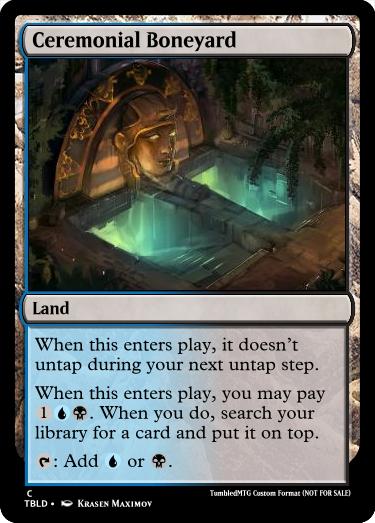 Ceremonial Boneyard
Land
When this enters play, it doesn't
untap during your next untap step.
When this enters play, you may pay
1. When you do, search your
library for a card and put it on top.
: Add or.
C
TBLD • Krasen Maximov
TumbledMTG Custom Format (NOT FOR SALE)